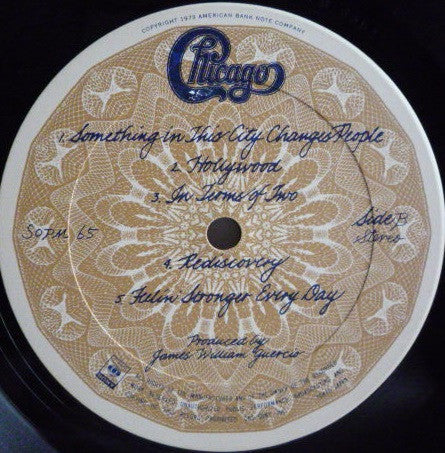 COPYRIGHT 1973 AMERICAN BANK NOTE COMPANY
Chicago
1. Something in This City Changes People
2. Hollywood
3. In Terms of Two
SOPM 65
Side B
Stereo
4. Rediscovery
5. Feelin' Stronger Every Day
Produced by
James William Guercio